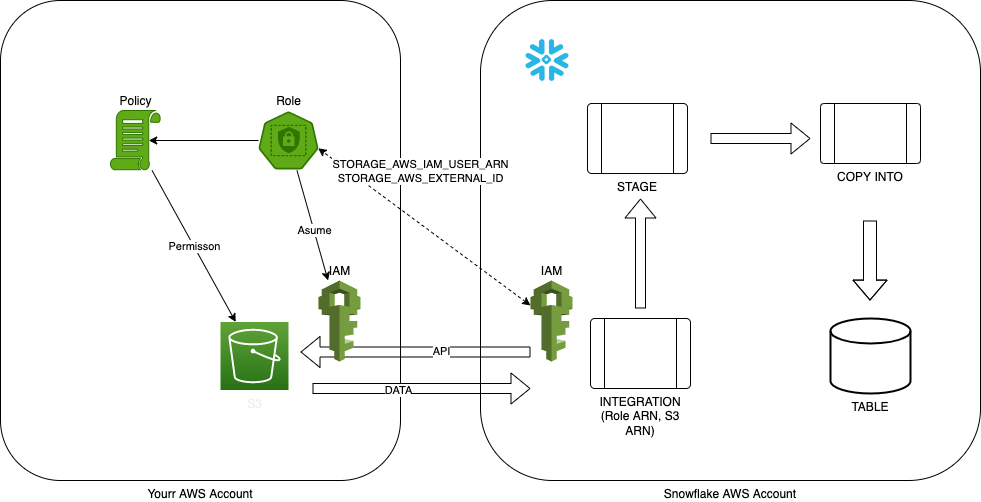 Policy
Role
STORAGE_AWS_IAM_USER_ARN
STORAGE_AWS_EXTERNAL_ID
Asume
Permisson
IAM
IAM
API
DATA
S3
STAGE
COPY INTO
INTEGRATION
(Role ARN, S3
ARN)
TABLE
Yourr AWS Account
Snowflake AWS Account